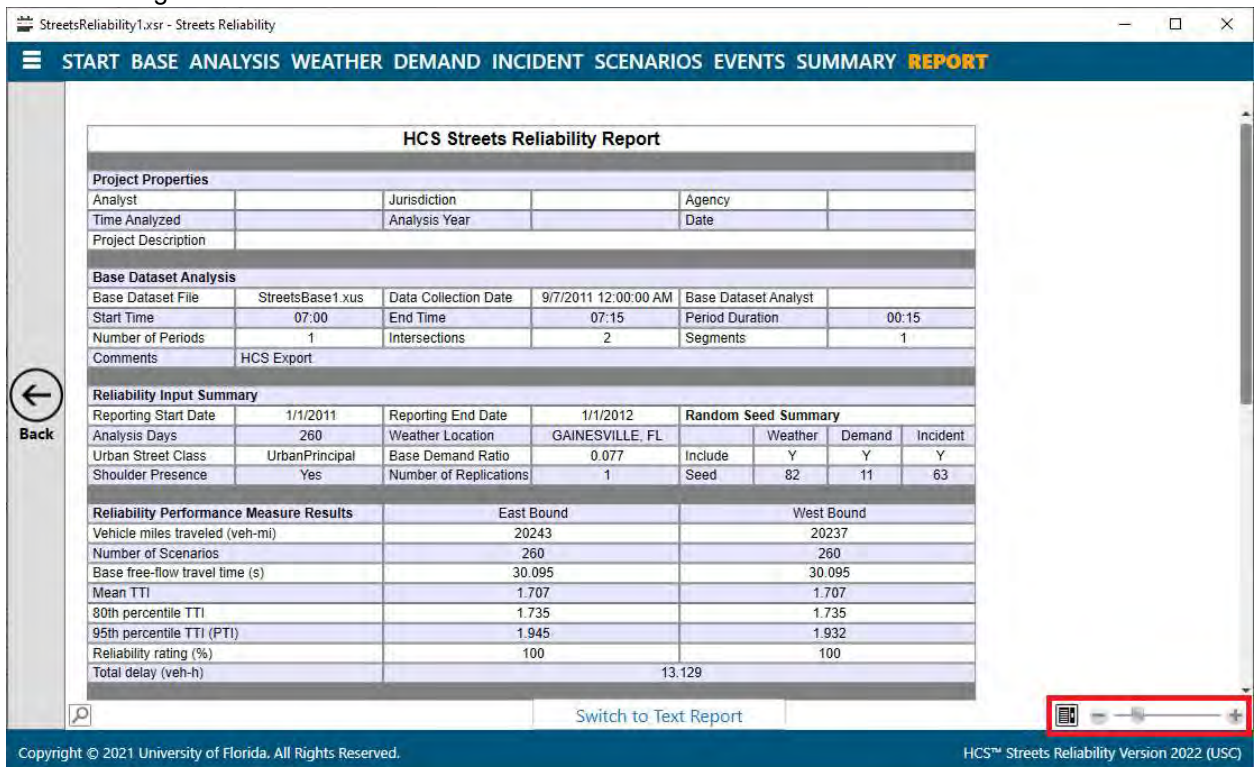 StreetsReliability1.xsr - Streets Reliability
START BASE ANALYSIS WEATHER DEMAND INCIDENT SCENARIOS EVENTS SUMMARY REPORT
HCS Streets Reliability Report
Project Properties
Analyst Jurisdiction Agency
Time Analyzed Analysis Year Date
Project Description
Base Dataset Analysis
Base Dataset File StreetsBase1.xus Data Collection Date 9/7/2011 12:00:00 AM Base Dataset Analyst
Start Time 07:00 End Time 07:15 Period Duration 00:15
Number of Periods 1 Intersections 2 Segments 1
Comments HCS Export
Reliability Input Summary
Reporting Start Date 1/1/2011 Reporting End Date 1/1/2012 Random Seed Summary
Back
Analysis Days 260 Weather Location GAINESVILLE, FL Weather Demand Incident
Urban Street Class UrbanPrincipal Base Demand Ratio 0.077 Include Y Y Y
Shoulder Presence Yes Number of Replications 1 Seed 82 11 63
Reliability Performance Measure Results East Bound West Bound
Vehicle miles traveled (veh-mi) 20243 20237
Number of Scenarios 260 260
Base free-flow travel time (s) 30.095 30.095
Mean TTI 1.707 1.707
80th percentile TTI 1.735 1.735
95th percentile TTI (PTI) 1.945 1.932
Reliability rating (%) 100 100
Total delay (veh-h) 13.129
Switch to Text Report
Copyright © 2021 University of Florida. All Rights Reserved. HCS™ Streets Reliability Version 2022 (USC)